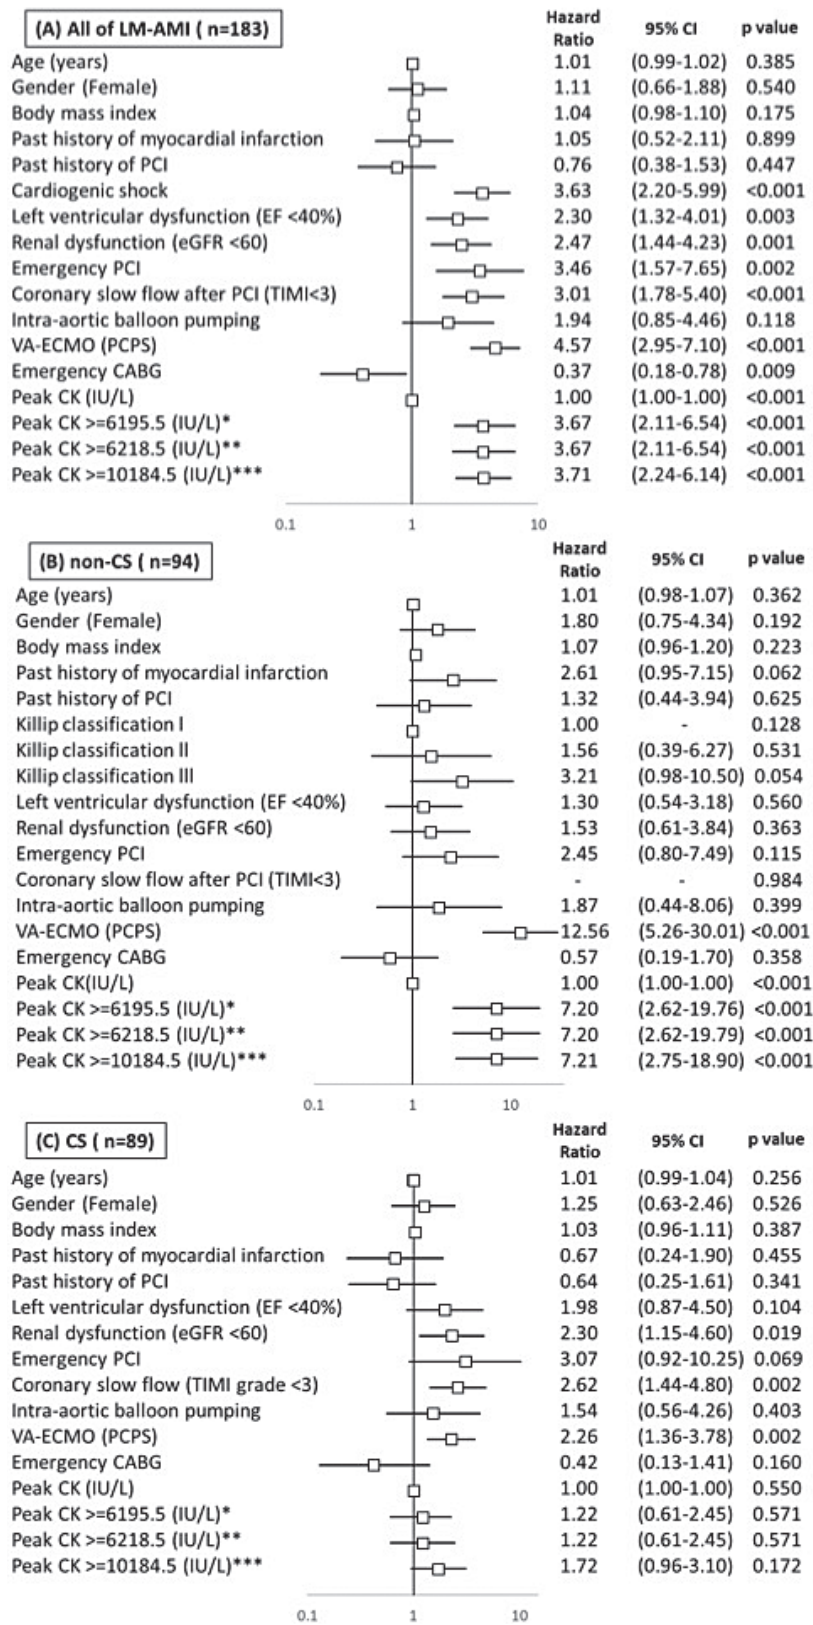 (A) All of LM-AMI ( n=183) Hazard Ratio 95% CI p value
Age (years) 1.01 (0.99-1.02) 0.385
Gender (Female) 1.11 (0.66-1.88) 0.540
Body mass index 1.04 (0.98-1.10) 0.175
Past history of myocardial infarction 1.05 (0.52-2.11) 0.899
Past history of PCI 0.76 (0.38-1.53) 0.447
Cardiogenic shock 3.63 (2.20-5.99) <0.001
Left ventricular dysfunction (EF <40%) 2.30 (1.32-4.01) 0.003
Renal dysfunction (eGFR <60) 2.47 (1.44-4.23) 0.001
Emergency PCI 3.46 (1.57-7.65) 0.002
Coronary slow flow after PCI (TIMI<3) 3.01 (1.78-5.40) <0.001
Intra-aortic balloon pumping 1.94 (0.85-4.46) 0.118
VA-ECMO (PCPS) 4.57 (2.95-7.10) <0.001
Emergency CABG 0.37 (0.18-0.78) 0.009
Peak CK (IU/L) 1.00 (1.00-1.00) <0.001
Peak CK >=6195.5 (IU/L)* 3.67 (2.11-6.54) <0.001
Peak CK >=6218.5 (IU/L)** 3.67 (2.11-6.54) <0.001
Peak CK >=10184.5 (IU/L)*** 3.71 (2.24-6.14) <0.001
0.1 1 10
(B) non-CS ( n=94) Hazard Ratio 95% CI p value
Age (years) 1.01 (0.98-1.07) 0.362
Gender (Female) 1.80 (0.75-4.34) 0.192
Body mass index 1.07 (0.96-1.20) 0.223
Past history of myocardial infarction 2.61 (0.95-7.15) 0.062
Past history of PCI 1.32 (0.44-3.94) 0.625
Killip classification I 1.00 - 0.128
Killip classification II 1.56 (0.39-6.27) 0.531
Killip classification III 3.21 (0.98-10.50) 0.054
Left ventricular dysfunction (EF <40%) 1.30 (0.54-3.18) 0.560
Renal dysfunction (eGFR <60) 1.53 (0.61-3.84) 0.363
Emergency PCI 2.45 (0.80-7.49) 0.115
Coronary slow flow after PCI (TIMI<3) - - 0.984
Intra-aortic balloon pumping 1.87 (0.44-8.06) 0.399
VA-ECMO (PCPS) 12.56 (5.26-30.01) <0.001
Emergency CABG 0.57 (0.19-1.70) 0.358
Peak CK(IU/L) 1.00 (1.00-1.00) <0.001
Peak CK >=6195.5 (IU/L)* 7.20 (2.62-19.76) <0.001
Peak CK >=6218.5 (IU/L)** 7.20 (2.62-19.79) <0.001
Peak CK >=10184.5 (IU/L)*** 7.21 (2.75-18.90) <0.001
0.1 1 10
(C) CS ( n=89) Hazard Ratio 95% CI p value
Age (years) 1.01 (0.99-1.04) 0.256
Gender (Female) 1.25 (0.63-2.46) 0.526
Body mass index 1.03 (0.96-1.11) 0.387
Past history of myocardial infarction 0.67 (0.24-1.90) 0.455
Past history of PCI 0.64 (0.25-1.61) 0.341
Left ventricular dysfunction (EF <40%) 1.98 (0.87-4.50) 0.104
Renal dysfunction (eGFR <60) 2.30 (1.15-4.60) 0.019
Emergency PCI 3.07 (0.92-10.25) 0.069
Coronary slow flow (TIMI grade <3) 2.62 (1.44-4.80) 0.002
Intra-aortic balloon pumping 1.54 (0.56-4.26) 0.403
VA-ECMO (PCPS) 2.26 (1.36-3.78) 0.002
Emergency CABG 0.42 (0.13-1.41) 0.160
Peak CK (IU/L) 1.00 (1.00-1.00) 0.550
Peak CK >=6195.5 (IU/L)* 1.22 (0.61-2.45) 0.571
Peak CK >=6218.5 (IU/L)** 1.22 (0.61-2.45) 0.571
Peak CK >=10184.5 (IU/L)*** 1.72 (0.96-3.10) 0.172
0.1 1 10